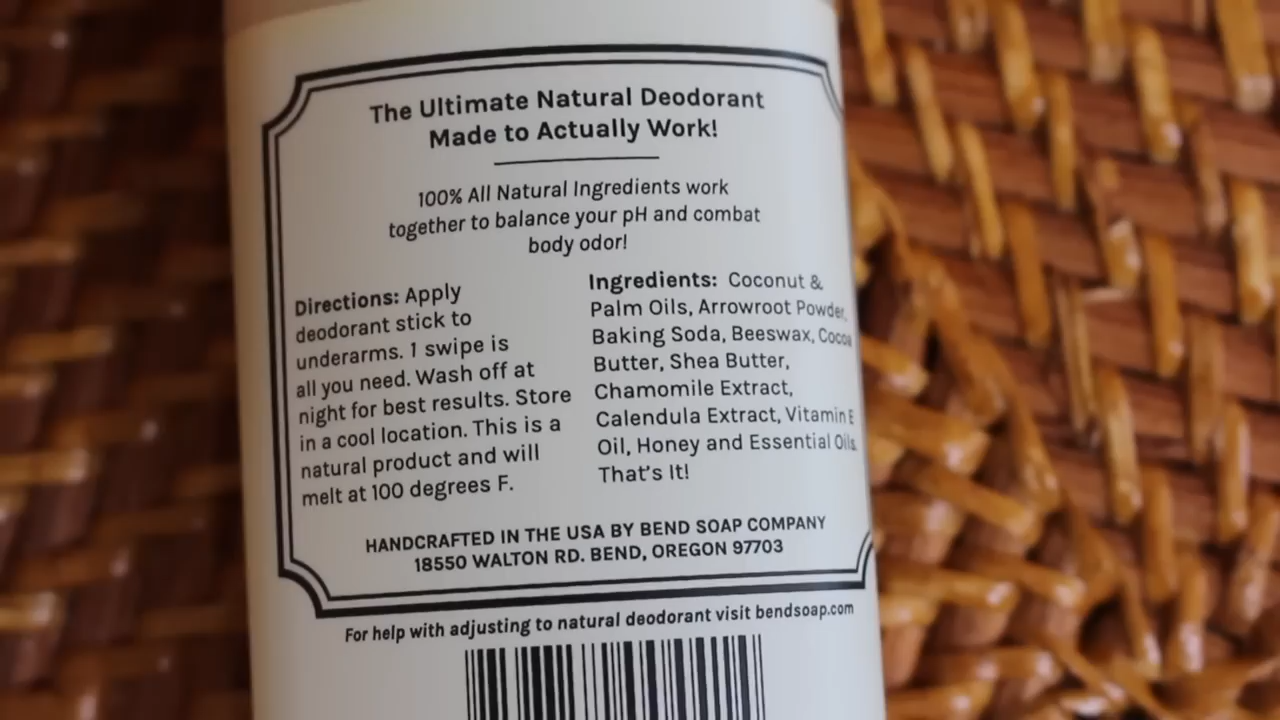 The Ultimate Natural Deodorant
Made to Actually Work!
100% All Natural Ingredients work
together to balance your pH and combat
body odor!
Directions: Apply
deodorant stick to
underarms. 1 swipe is
all you need. Wash off at
night for best results. Store
in a cool location. This is a
natural product and will
melt at 100 degrees F.
Ingredients: Coconut &
Palm Oils, Arrowroot Powder,
Baking Soda, Beeswax, Cocoa
Butter, Shea Butter,
Chamomile Extract,
Calendula Extract, Vitamin E
Oil, Honey and Essential Oils.
That's It!
HANDCRAFTED IN THE USA BY BEND SOAP COMPANY
18550 WALTON RD. BEND, OREGON 97703
For help with adjusting to natural deodorant visit bendsoap.com